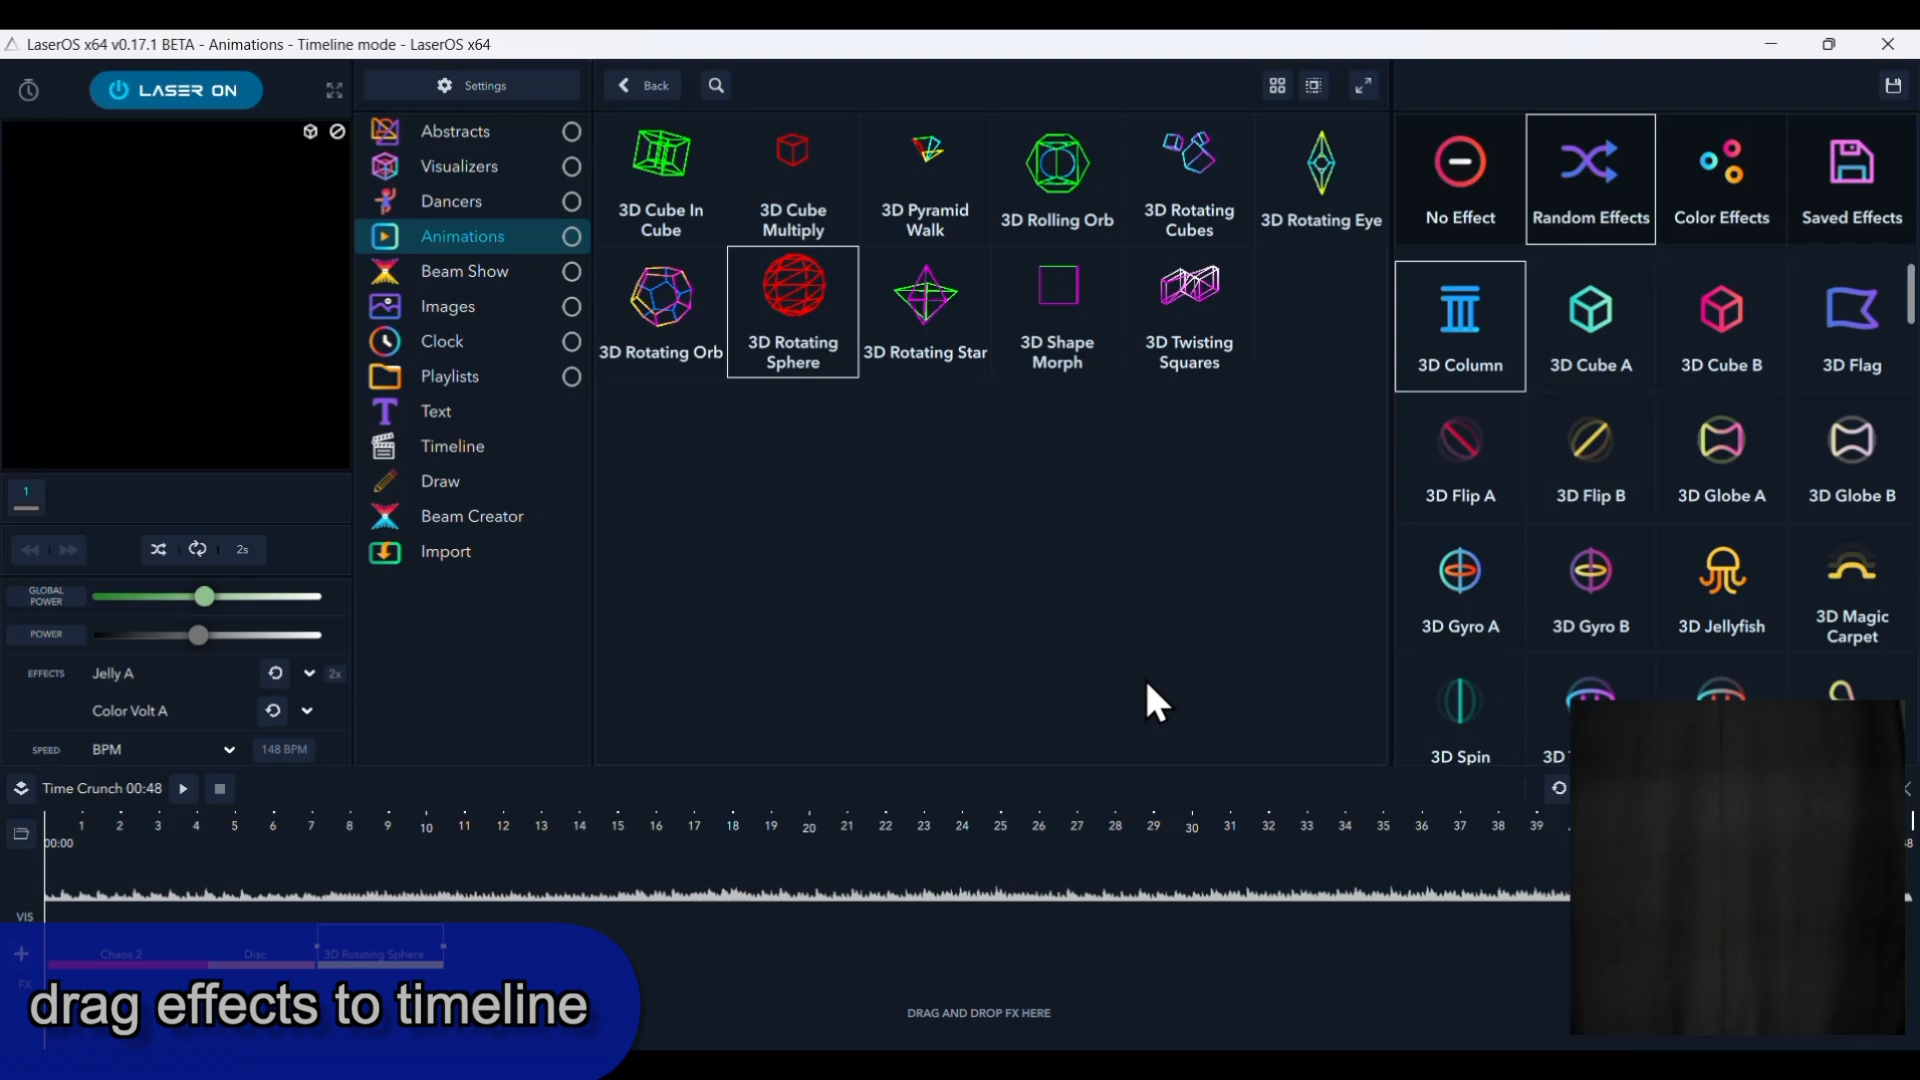 LaserOS x64 v0.17.1 BETA - Animations - Timeline mode - LaserOS x64
LASER ON
Settings
Back
Abstracts
Visualizers
Dancers
Animations
Beam Show
Images
Clock
Playlists
Text
Timeline
Draw
Beam Creator
Import
3D Cube In Cube
3D Cube Multiply
3D Pyramid Walk
3D Rolling Orb
3D Rotating Cubes
3D Rotating Eye
3D Rotating Orb
3D Rotating Sphere
3D Rotating Star
3D Shape Morph
3D Twisting Squares
No Effect
Random Effects
Color Effects
Saved Effects
3D Column
3D Cube A
3D Cube B
3D Flag
3D Flip A
3D Flip B
3D Globe A
3D Globe B
3D Gyro A
3D Gyro B
3D Jellyfish
3D Magic Carpet
3D Spin
1
2s
GLOBAL POWER
POWER
EFFECTS Jelly A 2x
Color Volt A
SPEED BPM 148 BPM
Time Crunch 00:48
1 2 3 4 5 6 7 8 9 10 11 12 13 14 15 16 17 18 19 20 21 22 23 24 25 26 27 28 29 30 31 32 33 34 35 36 37 38 39
00:00
VIS
Chaos 2 Disc 3D Rotating Sphere
FX
drag effects to timeline
DRAG AND DROP FX HERE